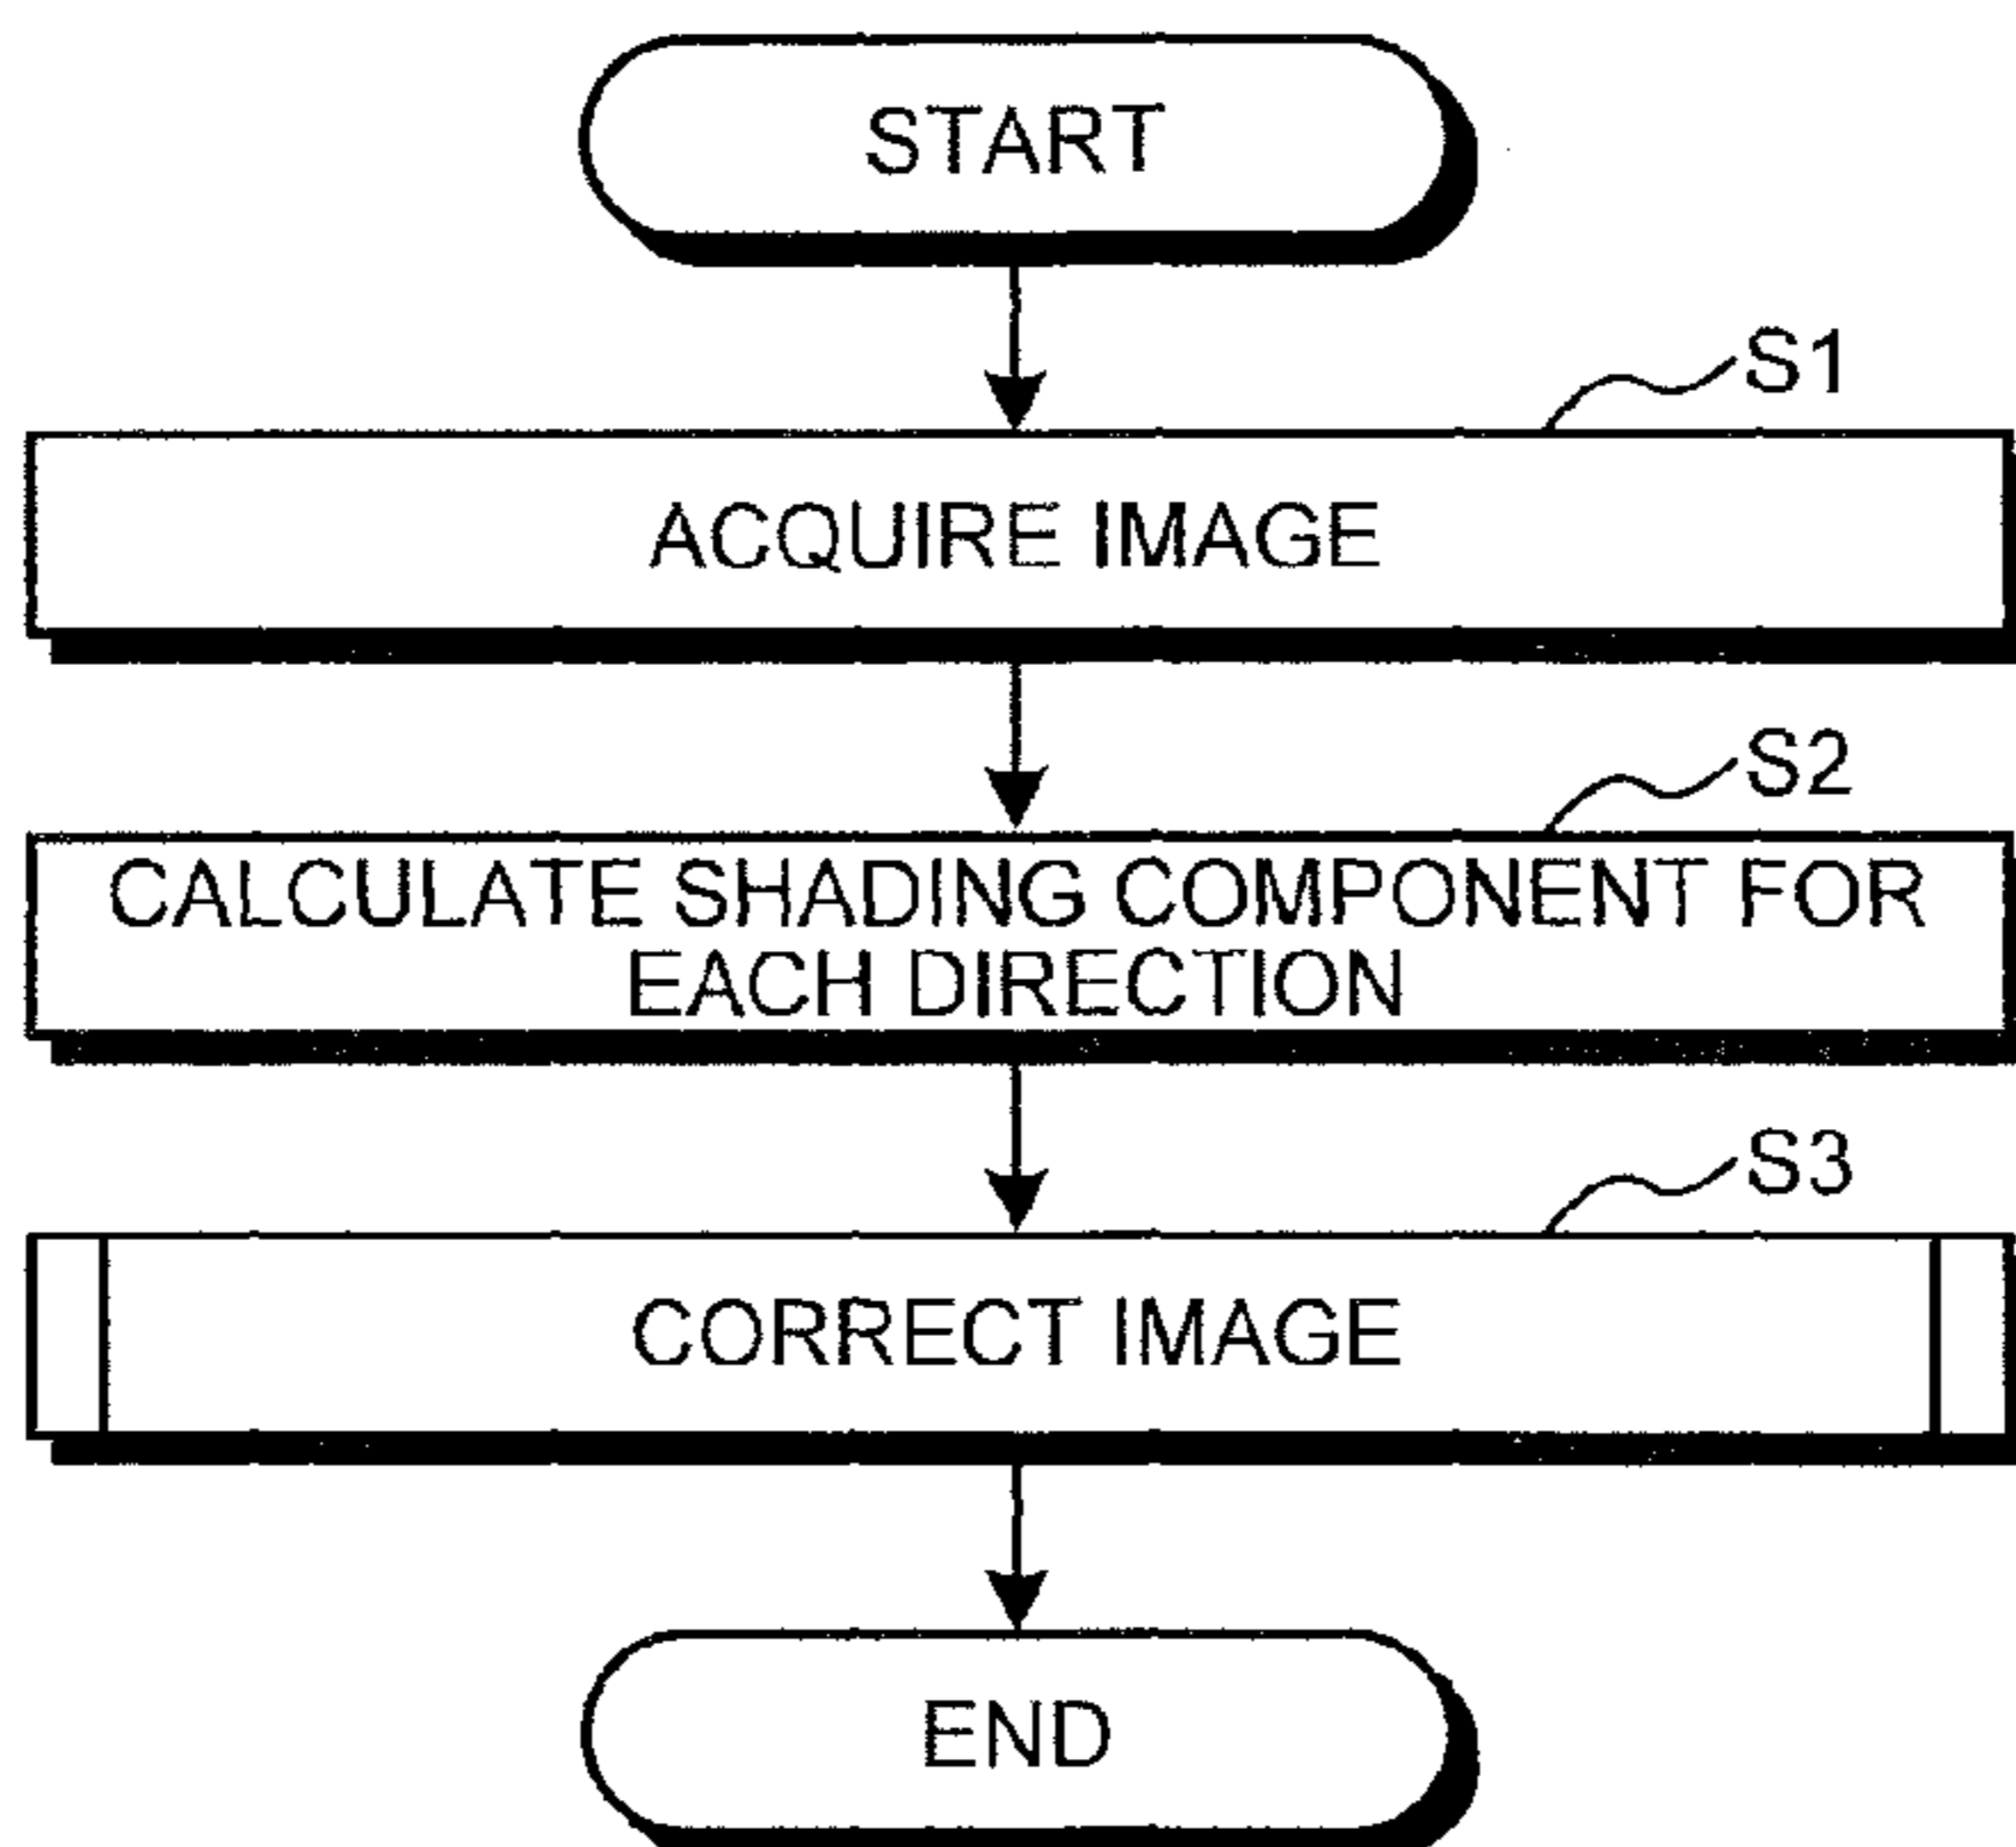 START
S1
ACQUIRE IMAGE
S2
CALCULATE SHADING COMPONENT FOR
EACH DIRECTION
S3
CORRECT IMAGE
END